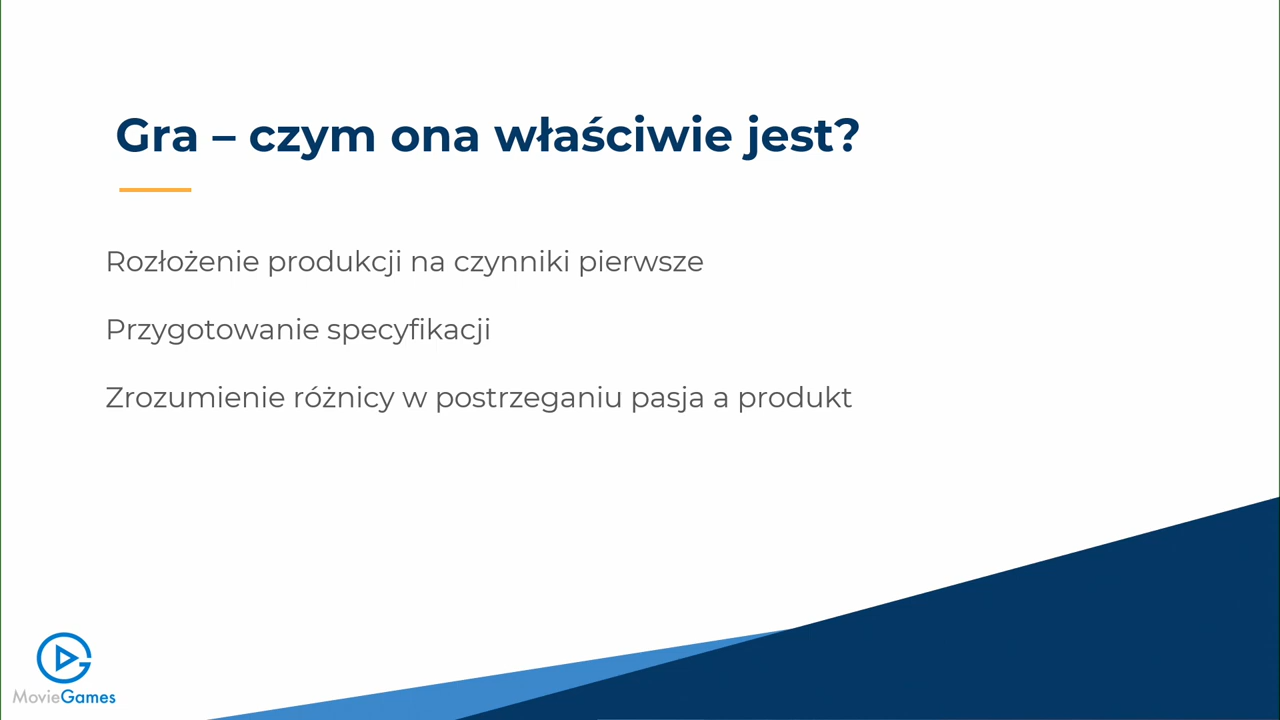 Gra – czym ona właściwie jest?
Rozłożenie produkcji na czynniki pierwsze
Przygotowanie specyfikacji
Zrozumienie różnicy w postrzeganiu pasja a produkt
MovieGames